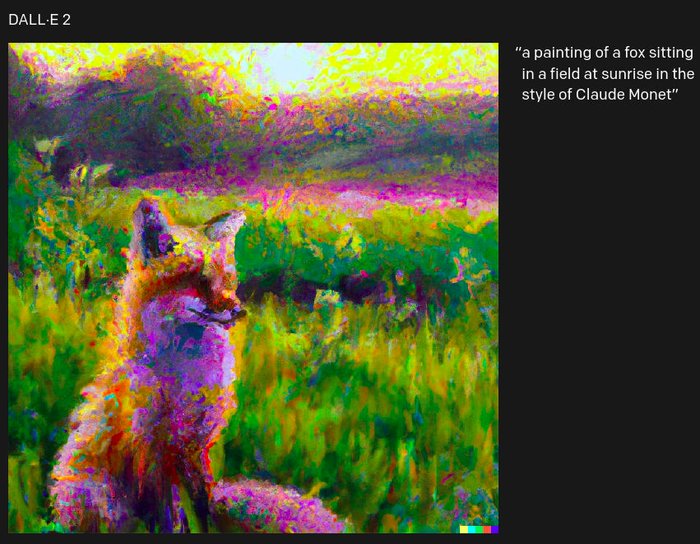 DALL·E 2
“a painting of a fox sitting
in a field at sunrise in the
style of Claude Monet”